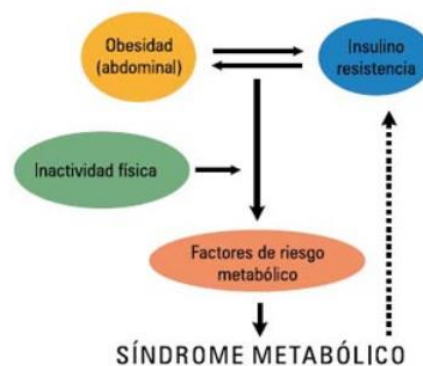 Obesidad
(abdominal)
Insulino
resistencia
Inactividad física
Factores de riesgo
metabólico
SÍNDROME METABÓLICO